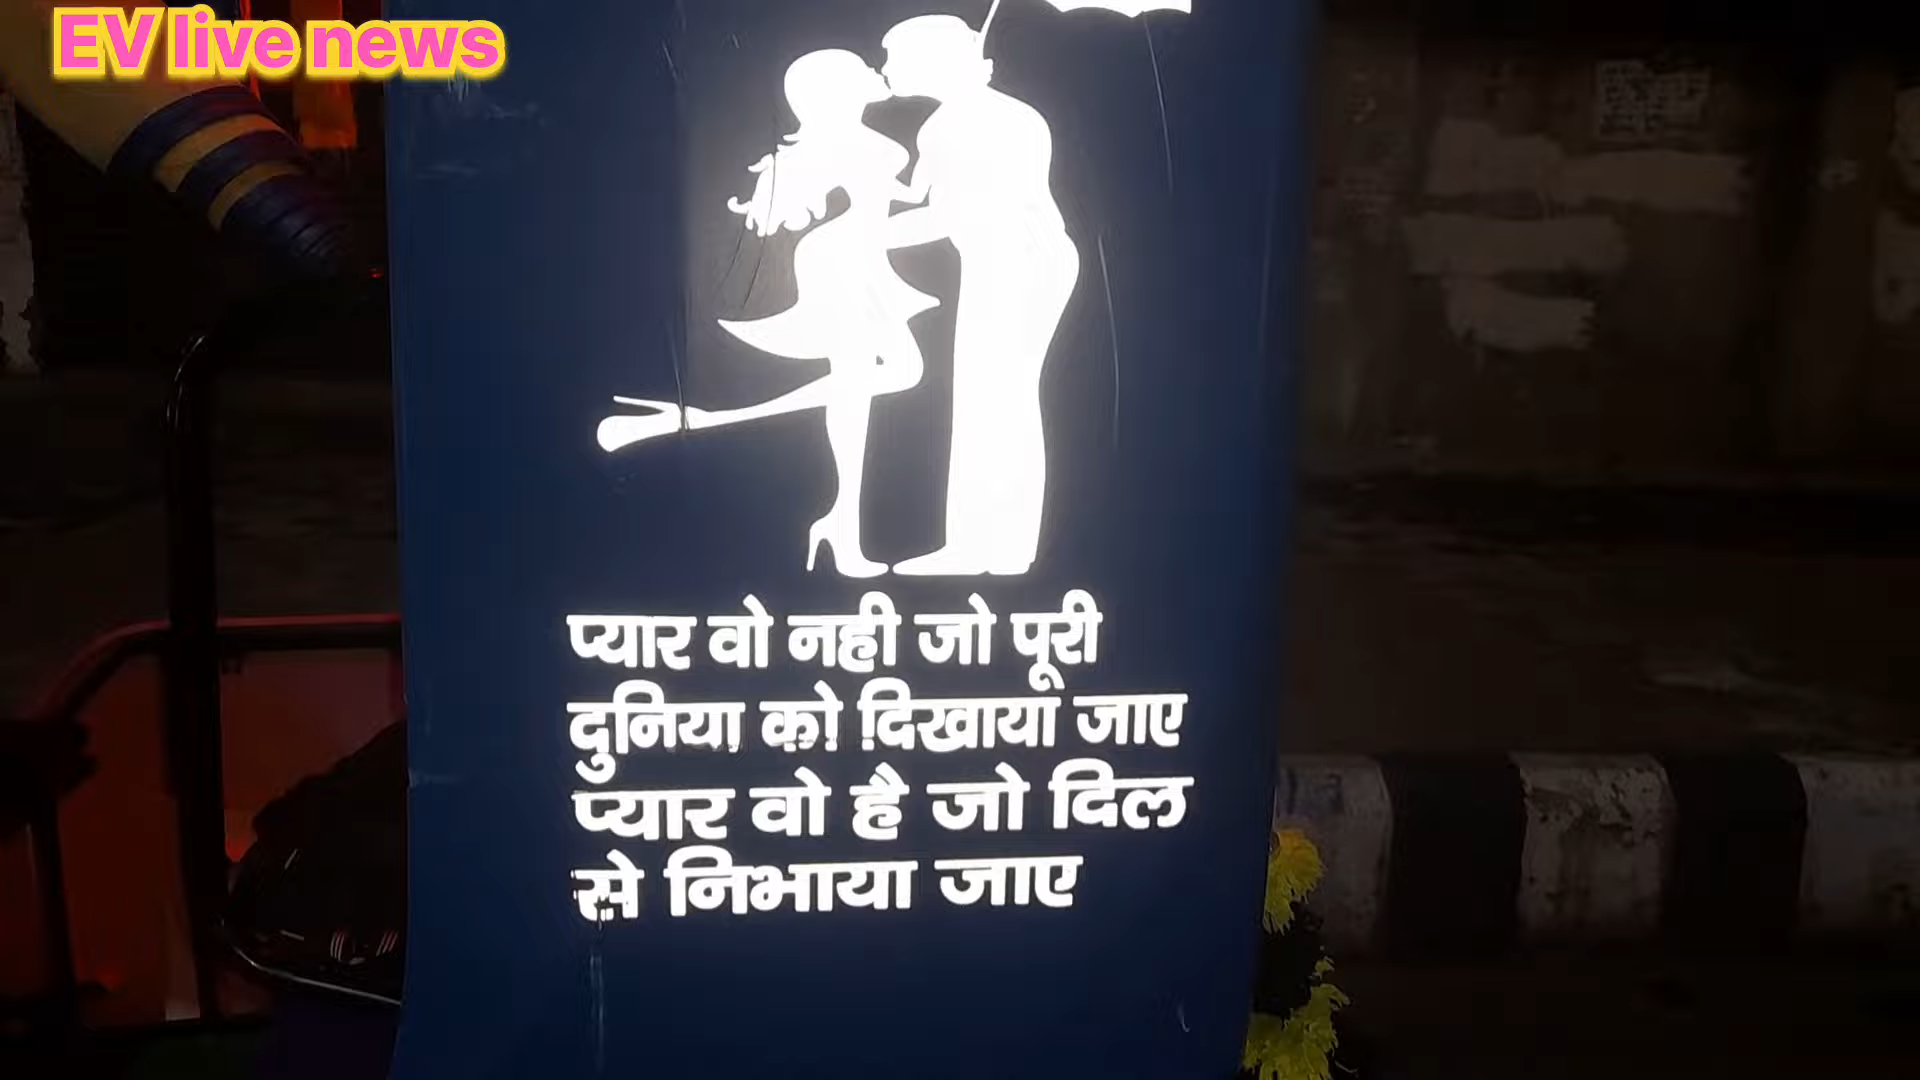 EV live news
प्यार वो नही जो पूरी
दुनिया को दिखाया जाए
प्यार वो है जो दिल
से निभाया जाए